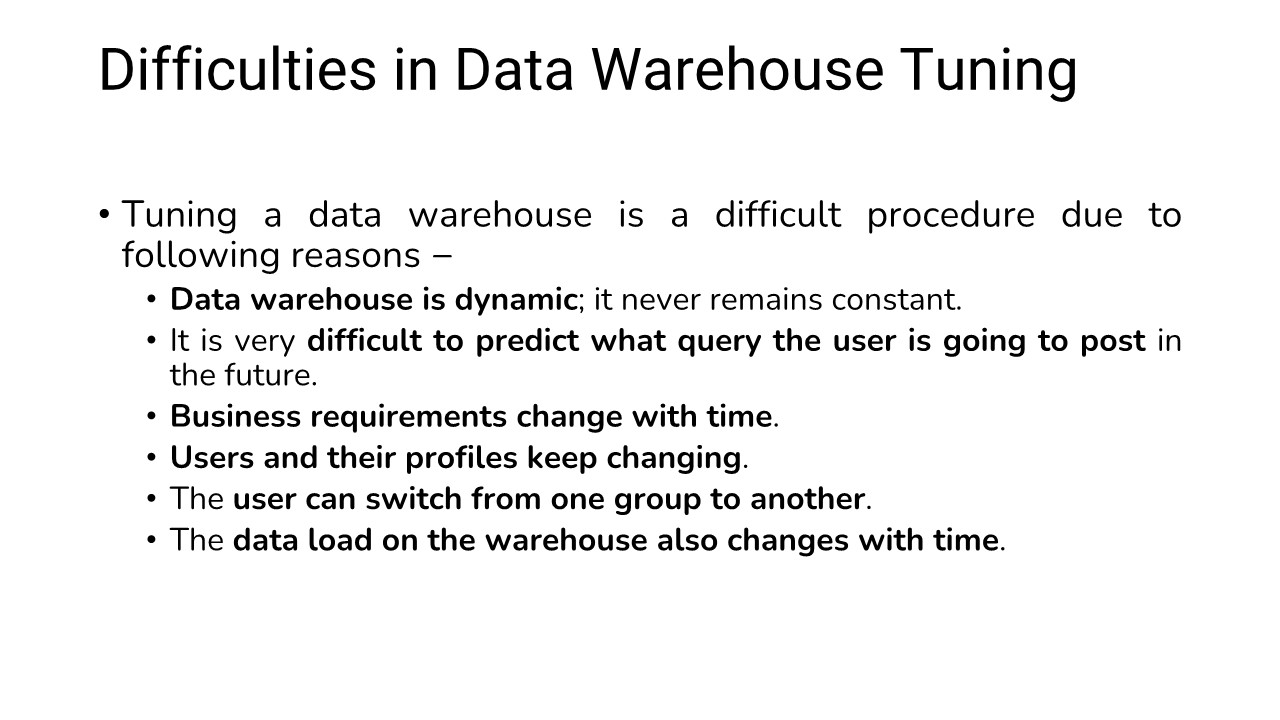 Difficulties in Data Warehouse Tuning
• Tuning a data warehouse is a difficult procedure due to
following reasons –
• Data warehouse is dynamic; it never remains constant.
• It is very difficult to predict what query the user is going to post in
the future.
• Business requirements change with time.
• Users and their profiles keep changing.
• The user can switch from one group to another.
• The data load on the warehouse also changes with time.